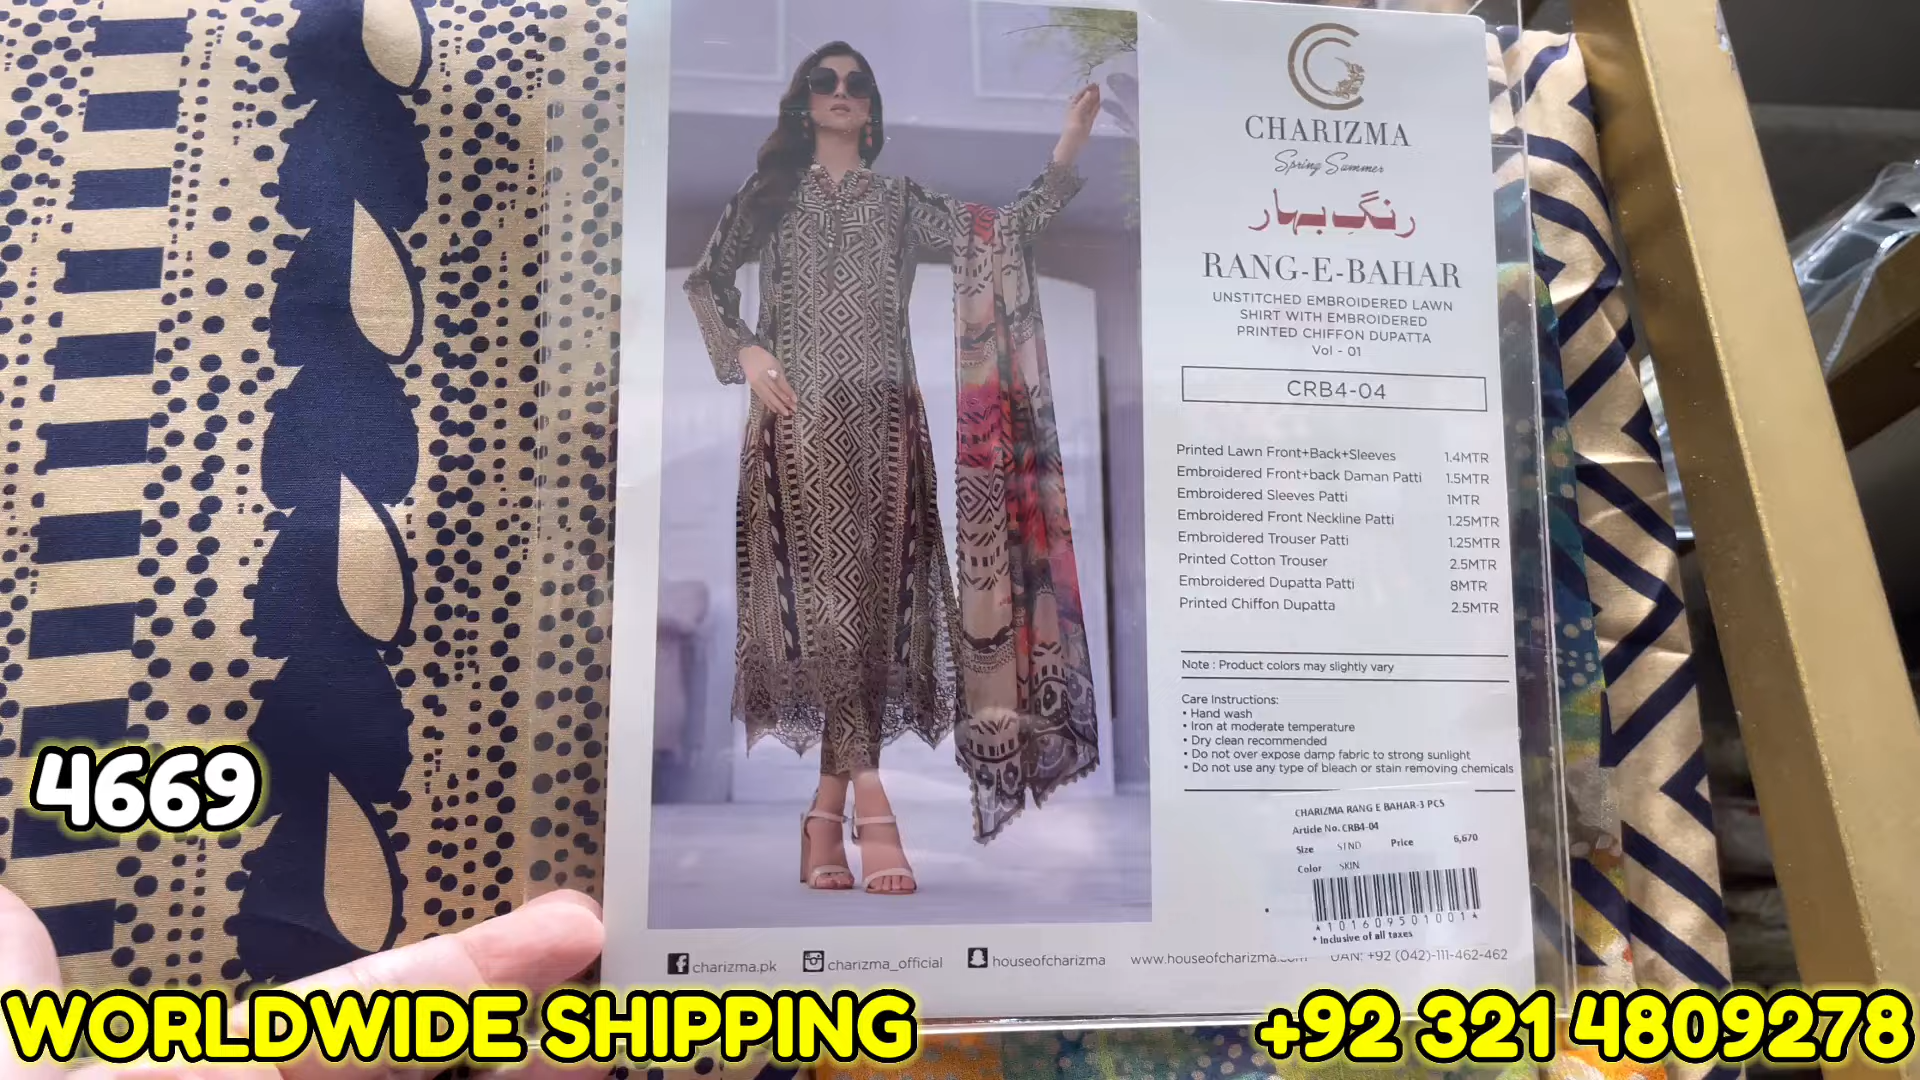 CHARIZMA
Spring Summer
رنگِ بہار
RANG-E-BAHAR
UNSTITCHED EMBROIDERED LAWN
SHIRT WITH EMBROIDERED
PRINTED CHIFFON DUPATTA
Vol - 01
CRB4-04
Printed Lawn Front+Back+Sleeves 1.4MTR
Embroidered Front+back Daman Patti 1.5MTR
Embroidered Sleeves Patti 1MTR
Embroidered Front Neckline Patti 1.25MTR
Embroidered Trouser Patti 1.25MTR
Printed Cotton Trouser 2.5MTR
Embroidered Dupatta Patti 8MTR
Printed Chiffon Dupatta 2.5MTR
Note : Product colors may slightly vary
Care Instructions:
• Hand wash
• Iron at moderate temperature
• Dry clean recommended
• Do not over expose damp fabric to strong sunlight
• Do not use any type of bleach or stain removing chemicals
CHARIZMA RANG E BAHAR-3 PCS
Article No. CRB4-04
Size STND Price 6,670
Color SKIN
A101609501001A
* Inclusive of all taxes
charizma.pk charizma_official houseofcharizma www.houseofcharizma.com UAN: +92 (042)-111-462-462
4669
WORLDWIDE SHIPPING +92 321 4809278